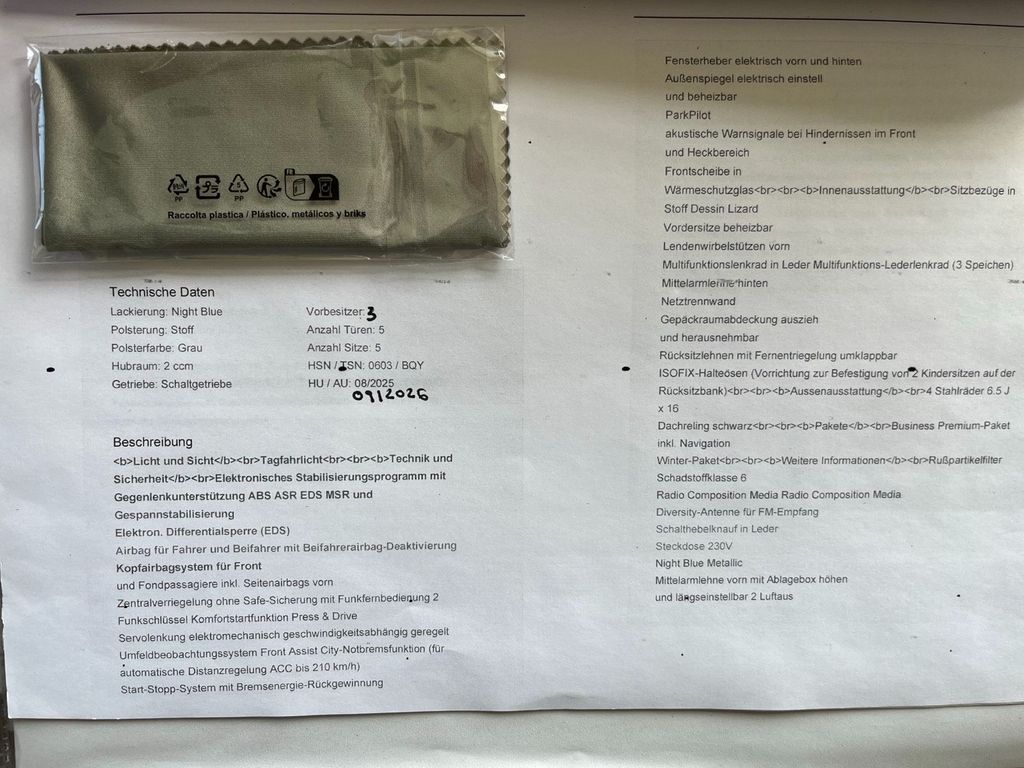 FR
PP
PP
Raccolta plastica / Plástico, metálicos y briks
Technische Daten
Lackierung: Night Blue
Polsterung: Stoff
Polsterfarbe: Grau
Hubraum: 2 ccm
Getriebe: Schaltgetriebe
Vorbesitzer: 3
Anzahl Türen: 5
Anzahl Sitze: 5
HSN / TSN: 0603 / BQY
HU / AU: 08/2025
09/2026
Beschreibung
<b>Licht und Sicht</b><br>Tagfahrlicht<br><br><b>Technik und
Sicherheit</b><br>Elektronisches Stabilisierungsprogramm mit
Gegenlenkunterstützung ABS ASR EDS MSR und
Gespannstabilisierung
Elektron. Differentialsperre (EDS)
Airbag für Fahrer und Beifahrer mit Beifahrerairbag-Deaktivierung
Kopfairbagsystem für Front
und Fondpassagiere inkl. Seitenairbags vorn
Zentralverriegelung ohne Safe-Sicherung mit Funkfernbedienung 2
Funkschlüssel Komfortstartfunktion Press & Drive
Servolenkung elektromechanisch geschwindigkeitsabhängig geregelt
Umfeldbeobachtungssystem Front Assist City-Notbremsfunktion (für
automatische Distanzregelung ACC bis 210 km/h)
Start-Stopp-System mit Bremsenergie-Rückgewinnung
Fensterheber elektrisch vorn und hinten
Außenspiegel elektrisch einstell
und beheizbar
ParkPilot
akustische Warnsignale bei Hindernissen im Front
und Heckbereich
Frontscheibe in
Wärmeschutzglas<br><br><b>Innenausstattung</b><br>Sitzbezüge in
Stoff Dessin Lizard
Vordersitze beheizbar
Lendenwirbelstützen vorn
Multifunktionslenkrad in Leder Multifunktions-Lederlenkrad (3 Speichen)
Mittelarmlehne hinten
Netztrennwand
Gepäckraumabdeckung auszieh
und herausnehmbar
Rücksitzlehnen mit Fernentriegelung umklappbar
ISOFIX-Halteösen (Vorrichtung zur Befestigung von 2 Kindersitzen auf der
Rücksitzbank)<br><br><b>Aussenausstattung</b><br>4 Stahlräder 6.5 J
x 16
Dachreling schwarz<br><br><b>Pakete</b><br>Business Premium-Paket
inkl. Navigation
Winter-Paket<br><br><b>Weitere Informationen</b><br>Rußpartikelfilter
Schadstoffklasse 6
Radio Composition Media Radio Composition Media
Diversity-Antenne für FM-Empfang
Schalthebelknauf in Leder
Steckdose 230V
Night Blue Metallic
Mittelarmlehne vorn mit Ablagebox höhen
und längseinstellbar 2 Luftaus